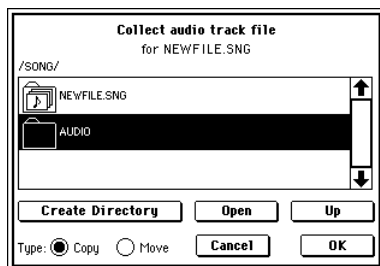 Collect audio track file
for NEWFILE.SNG
/SONG/
NEWFILE.SNG
AUDIO
Create Directory Open Up
Type: Copy Move Cancel OK